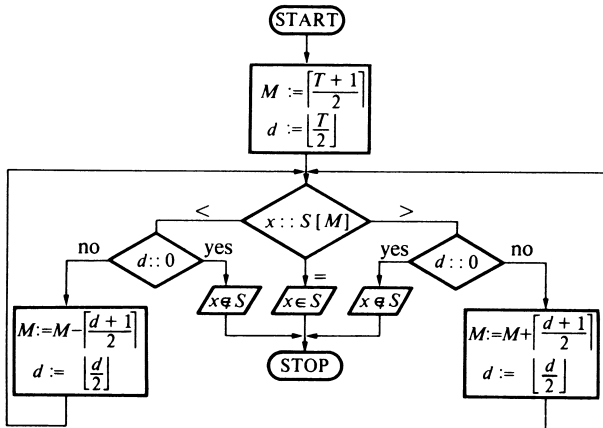 START
M := ⌈(T + 1)/2⌉
d := ⌊T/2⌋
<
x :: S [M]
>
no
d :: 0
yes
yes
d :: 0
no
=
x∉S
x∈S
x∉S
M:=M−⌈(d + 1)/2⌉
d := ⌊d/2⌋
M:=M+⌈(d + 1)/2⌉
d := ⌊d/2⌋
STOP